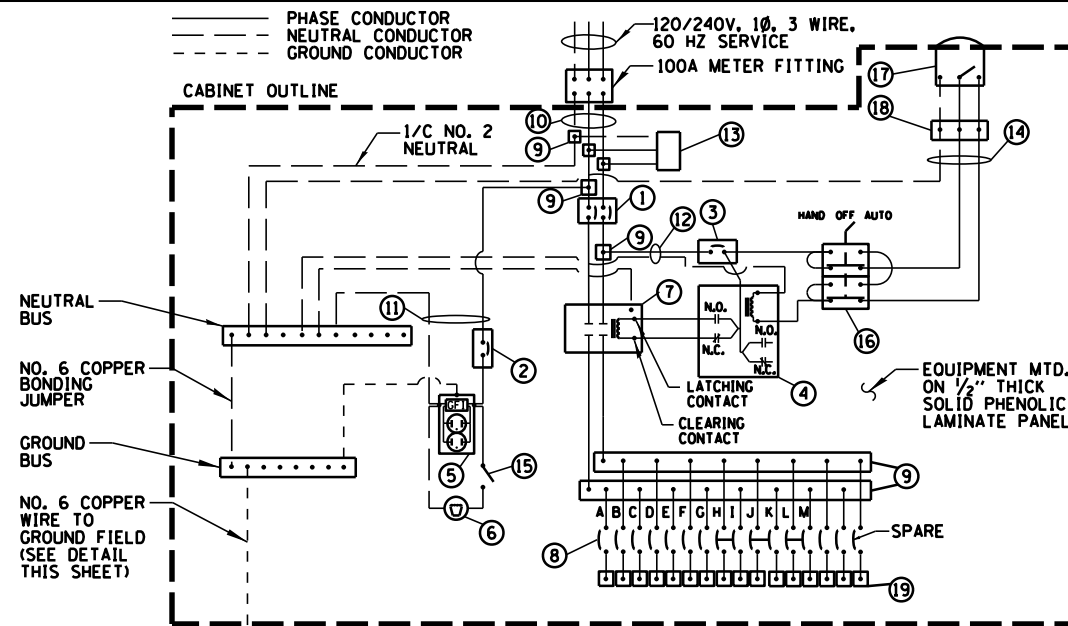 PHASE CONDUCTOR
NEUTRAL CONDUCTOR
GROUND CONDUCTOR
120/240V, 1Ø, 3 WIRE,
60 HZ SERVICE
100A METER FITTING
CABINET OUTLINE
17
18
10
1/C NO. 2
NEUTRAL
9
13
14
9
1
12
3
HAND OFF AUTO
9
7
11
NEUTRAL
BUS
N.O.
N.O.
N.C.
N.C.
16
2
4
NO. 6 COPPER
BONDING
JUMPER
EQUIPMENT MTD.
ON 1/2" THICK
SOLID PHENOLIC
LAMINATE PANEL
LATCHING
CONTACT
CLEARING
CONTACT
GFI
GROUND
BUS
5
15
9
NO. 6 COPPER
WIRE TO
GROUND FIELD
(SEE DETAIL
THIS SHEET)
6
A B C D E F G H I J K L M
8
SPARE
19